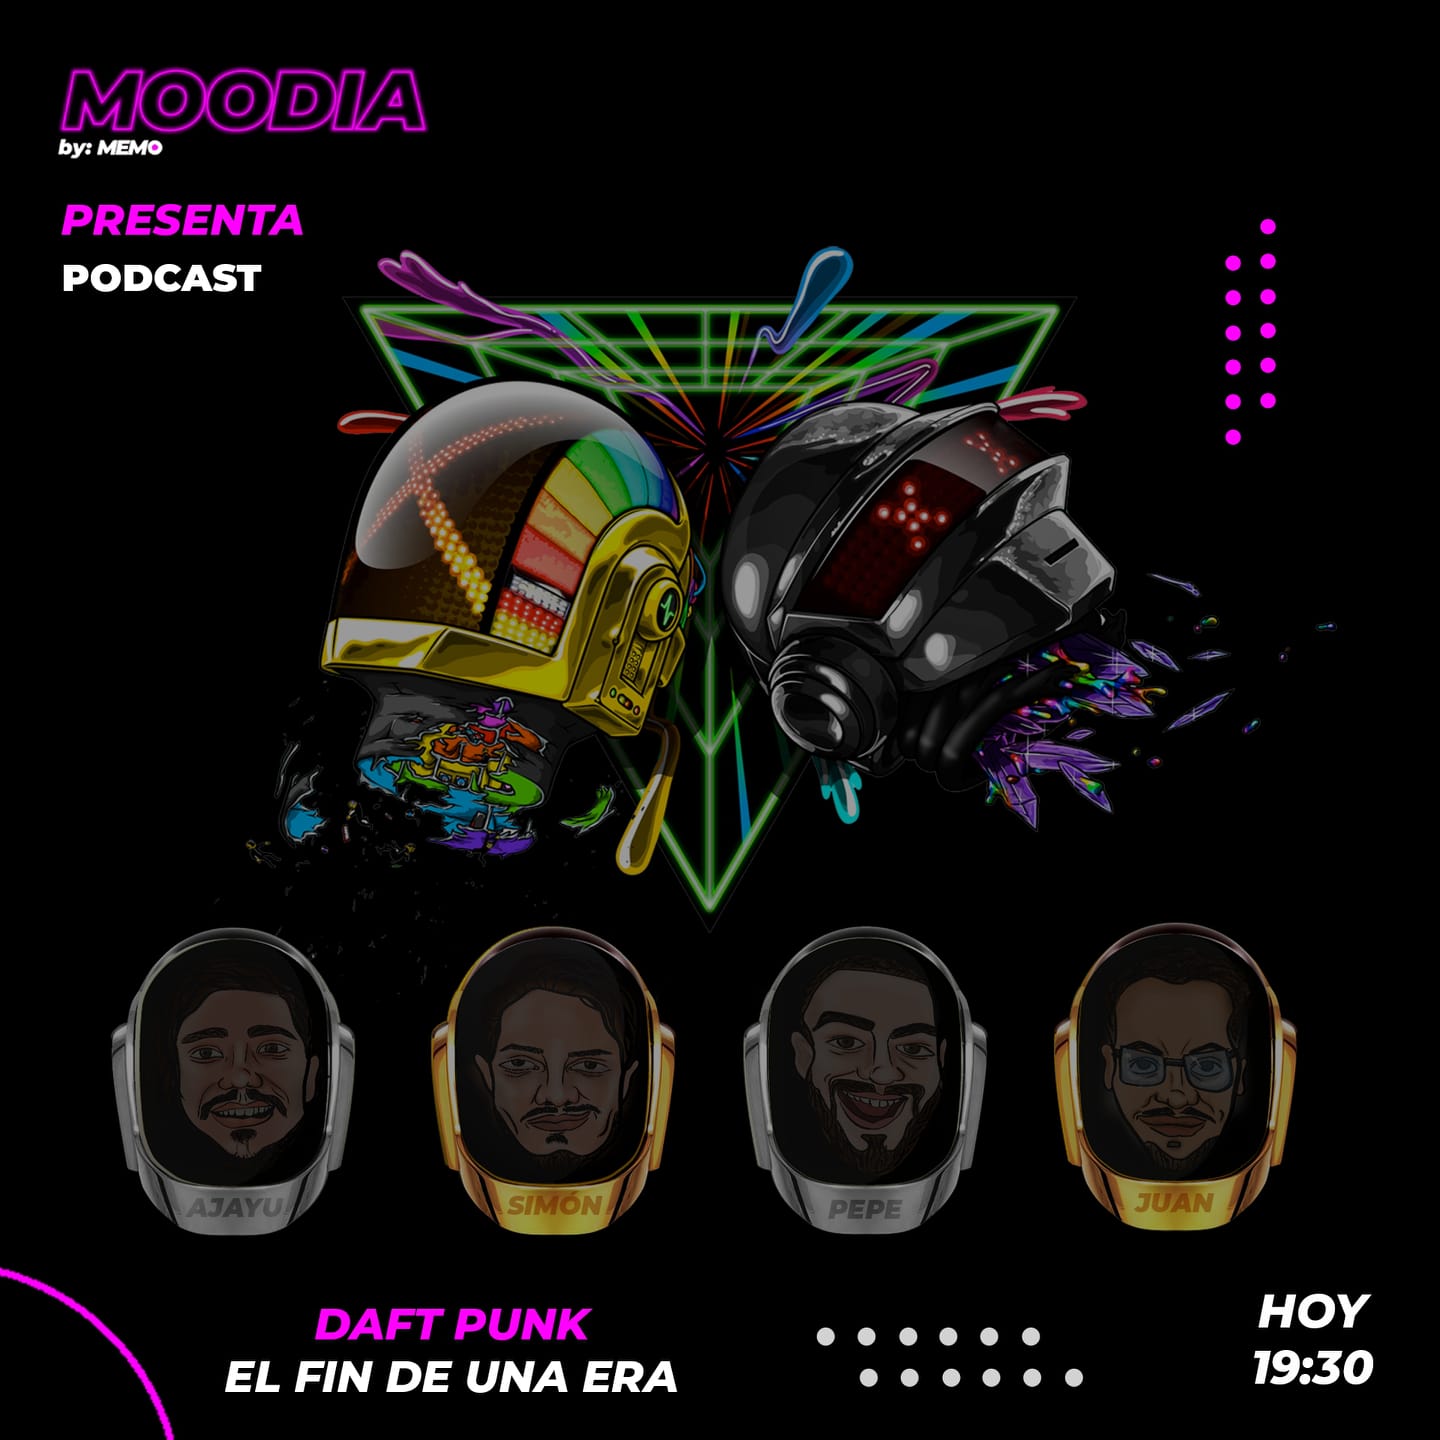 MOODIA
by: MEMO
PRESENTA
PODCAST
AJAYU
SIMÓN
PEPE
JUAN
DAFT PUNK
EL FIN DE UNA ERA
HOY
19:30